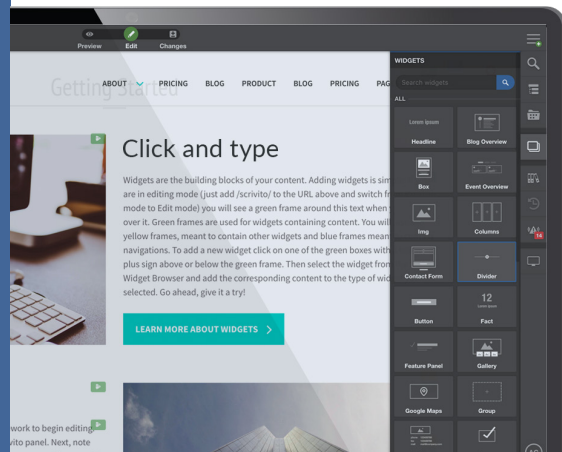 Preview Edit Changes
Getting Started
ABOUT PRICING BLOG PRODUCT BLOG PRICING PAG
Click and type
Widgets are the building blocks of your content. Adding widgets is sim
are in editing mode (just add /scrivito/ to the URL above and switch fr
mode to Edit mode) you will see a green frame around this text when
over it. Green frames are used for widgets containing content. You will
yellow frames, meant to contain other widgets and blue frames mean
navigations. To add a new widget click on one of the green boxes with
plus sign above or below the green frame. Then select the widget from
Widget Browser and add the corresponding content to the type of wid
selected. Go ahead, give it a try!
LEARN MORE ABOUT WIDGETS
work to begin editing
vito panel. Next, note
WIDGETS
Search widgets
ALL
Lorem ipsum
Headline
Blog Overview
Box
Event Overview
Img
Columns
Contact Form
Divider
Button
12
Lorem ipsum
Fact
Feature Panel
Gallery
Google Maps
Group
16